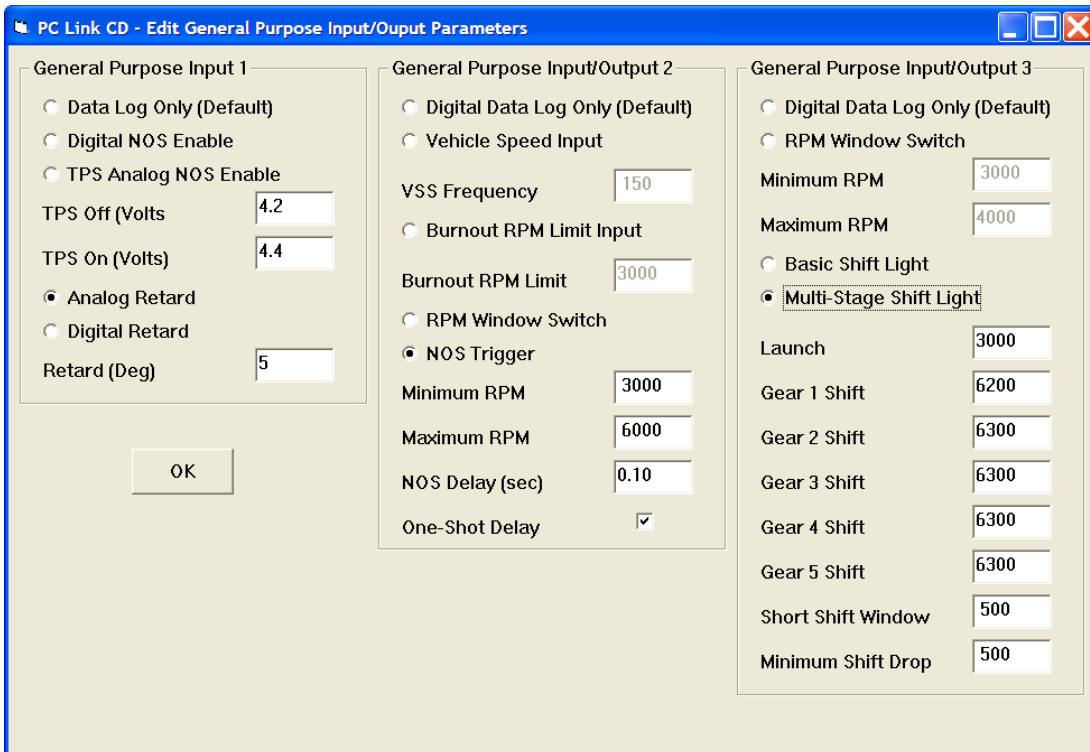 PC Link CD - Edit General Purpose Input/Ouput Parameters
General Purpose Input 1
Data Log Only (Default)
Digital NOS Enable
TPS Analog NOS Enable
TPS Off (Volts
4.2
TPS On (Volts)
4.4
Analog Retard
Digital Retard
Retard (Deg)
5
OK
General Purpose Input/Output 2
Digital Data Log Only (Default)
Vehicle Speed Input
VSS Frequency
150
Burnout RPM Limit Input
Burnout RPM Limit
3000
RPM Window Switch
NOS Trigger
Minimum RPM
3000
Maximum RPM
6000
NOS Delay (sec)
0.10
One-Shot Delay
General Purpose Input/Output 3
Digital Data Log Only (Default)
RPM Window Switch
Minimum RPM
3000
Maximum RPM
4000
Basic Shift Light
Multi-Stage Shift Light
Launch
3000
Gear 1 Shift
6200
Gear 2 Shift
6300
Gear 3 Shift
6300
Gear 4 Shift
6300
Gear 5 Shift
6300
Short Shift Window
500
Minimum Shift Drop
500